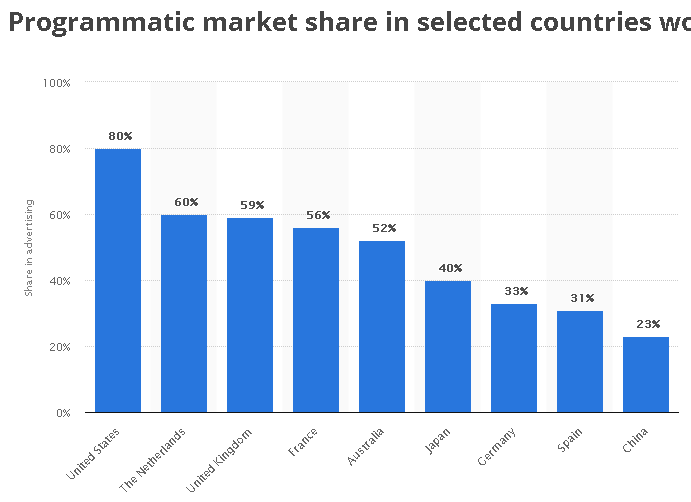 Programmatic market share in selected countries
100%
80%
60%
40%
20%
0%
Share in advertising
80%
60%
59%
56%
52%
40%
33%
31%
23%
United States
The Netherlands
United Kingdom
France
Australia
Japan
Germany
Spain
China